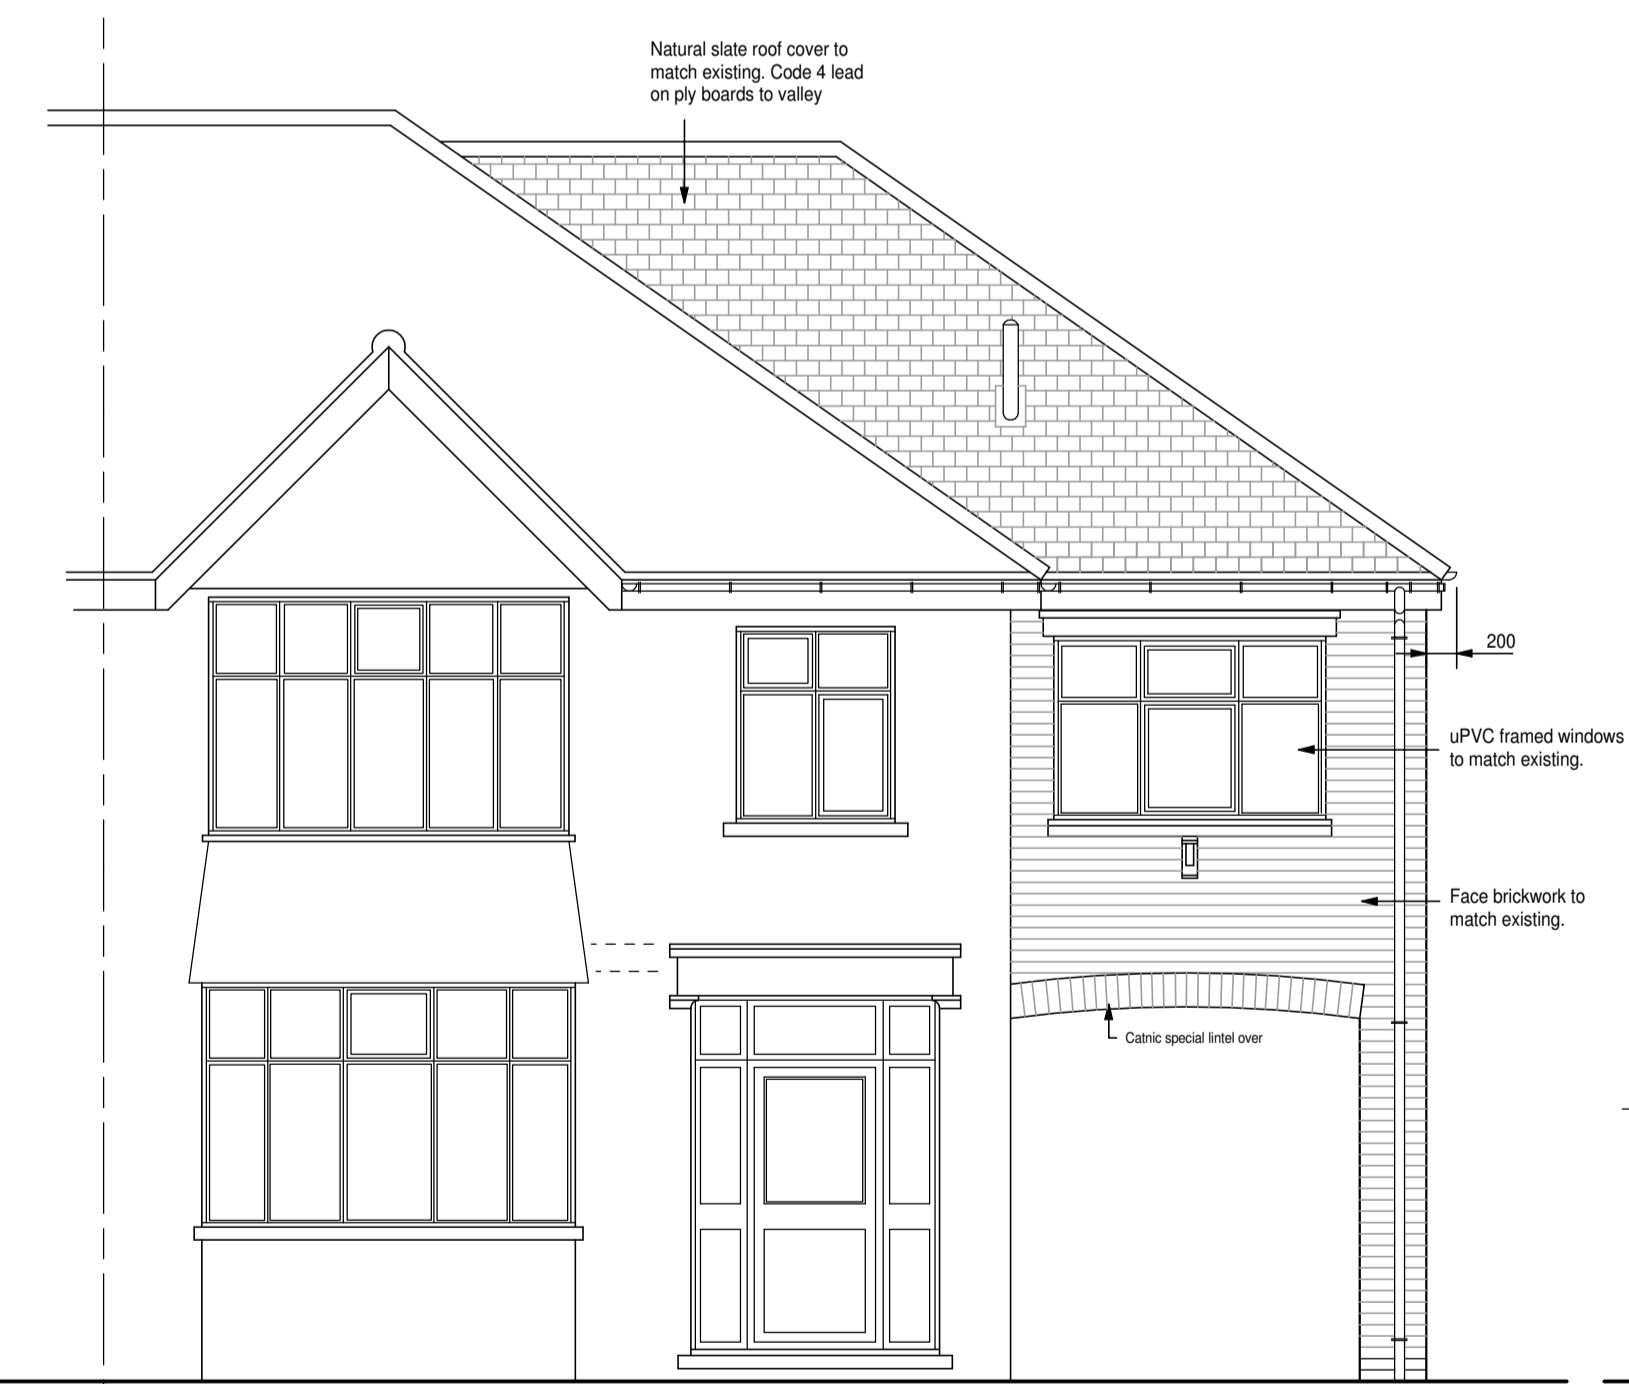 Natural slate roof cover to
match existing. Code 4 lead
on ply boards to valley
200
uPVC framed windows
to match existing.
Face brickwork to
match existing.
Catnic special lintel over